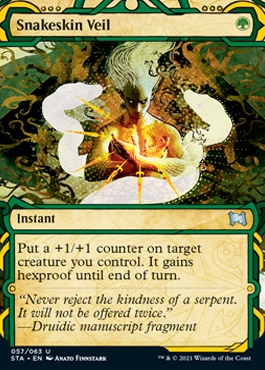 Snakeskin Veil
Instant
Put a +1/+1 counter on target
creature you control. It gains
hexproof until end of turn.
“Never reject the kindness of a serpent.
It will not be offered twice.”
—Druidic manuscript fragment
057/063 U
STA • EN ANATO FINNSTARK
™ & © 2021 Wizards of the Coast